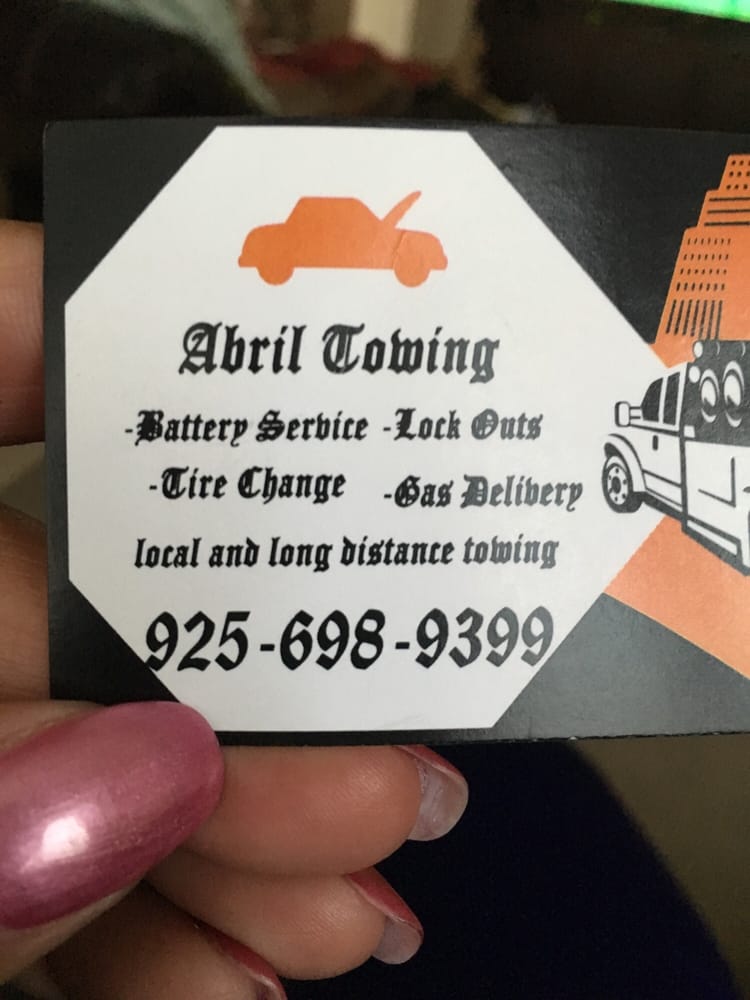 Abril Towing
-Battery Service -Lock Outs
-Tire Change -Gas Delivery
local and long distance towing
925-698-9399